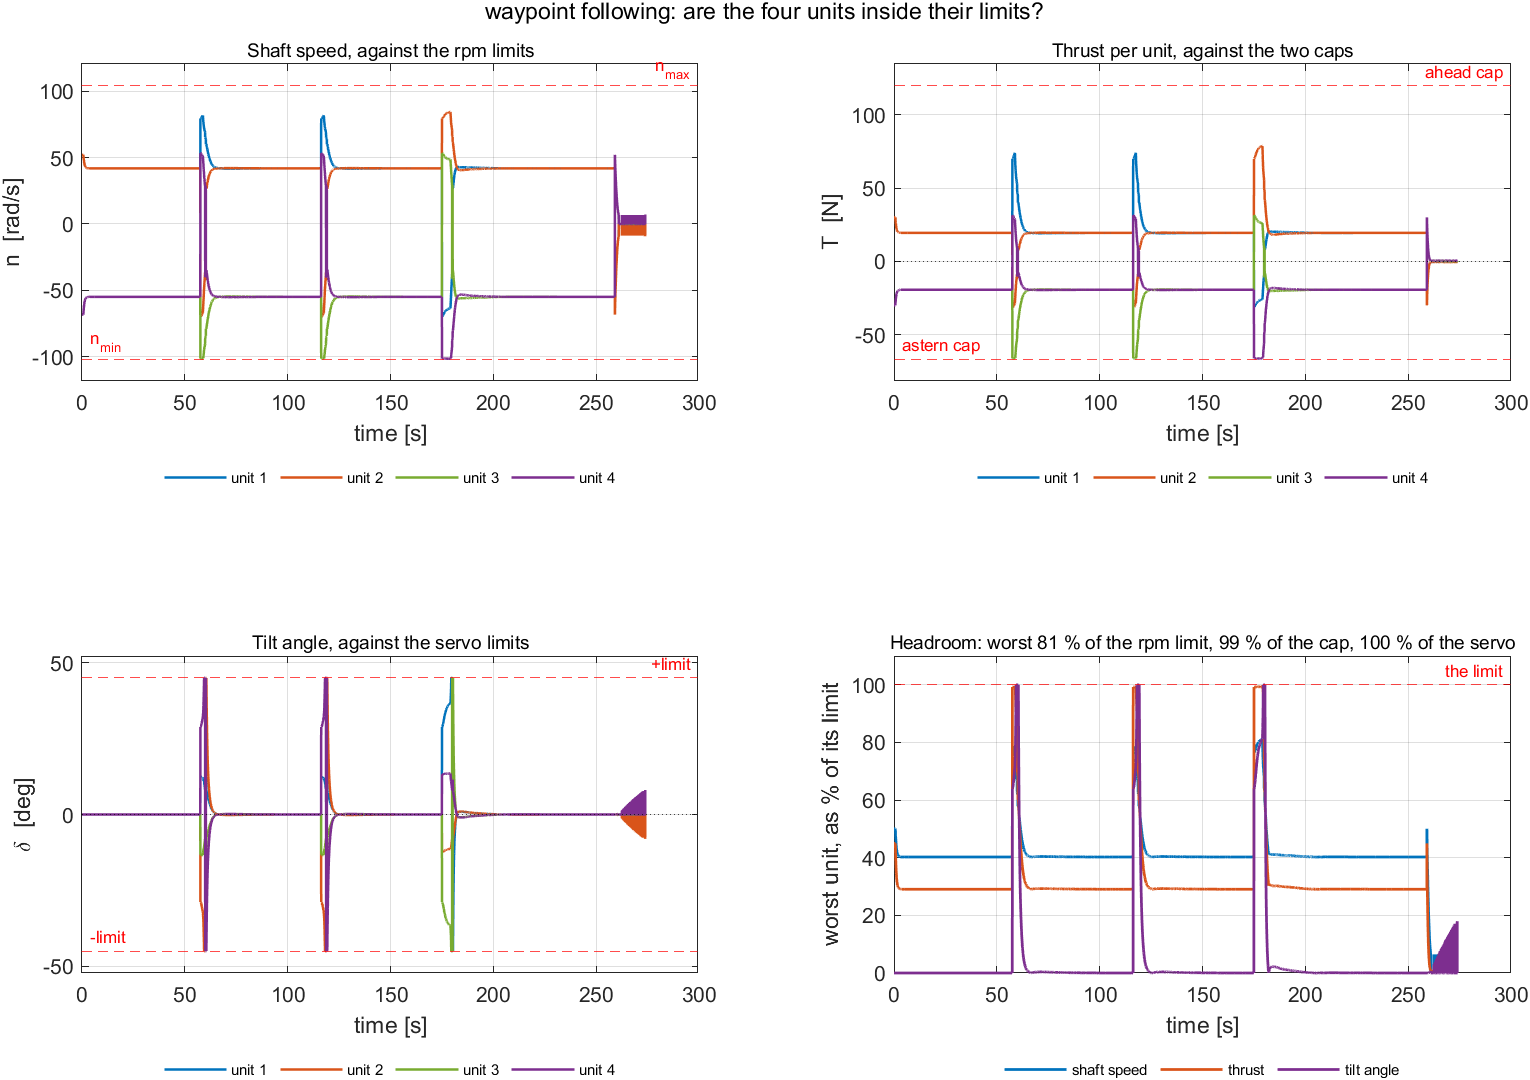 waypoint following: are the four units inside their limits?
Shaft speed, against the rpm limits
n [rad/s]
100
50
0
-50
-100
n_max
n_min
0 50 100 150 200 250 300
time [s]
unit 1 unit 2 unit 3 unit 4
Thrust per unit, against the two caps
T [N]
100
50
0
-50
ahead cap
astern cap
0 50 100 150 200 250 300
time [s]
unit 1 unit 2 unit 3 unit 4
Tilt angle, against the servo limits
δ [deg]
50
0
-50
+limit
-limit
0 50 100 150 200 250 300
time [s]
unit 1 unit 2 unit 3 unit 4
Headroom: worst 81 % of the rpm limit, 99 % of the cap, 100 % of the servo
worst unit, as % of its limit
100
80
60
40
20
0
the limit
0 50 100 150 200 250 300
time [s]
shaft speed thrust tilt angle